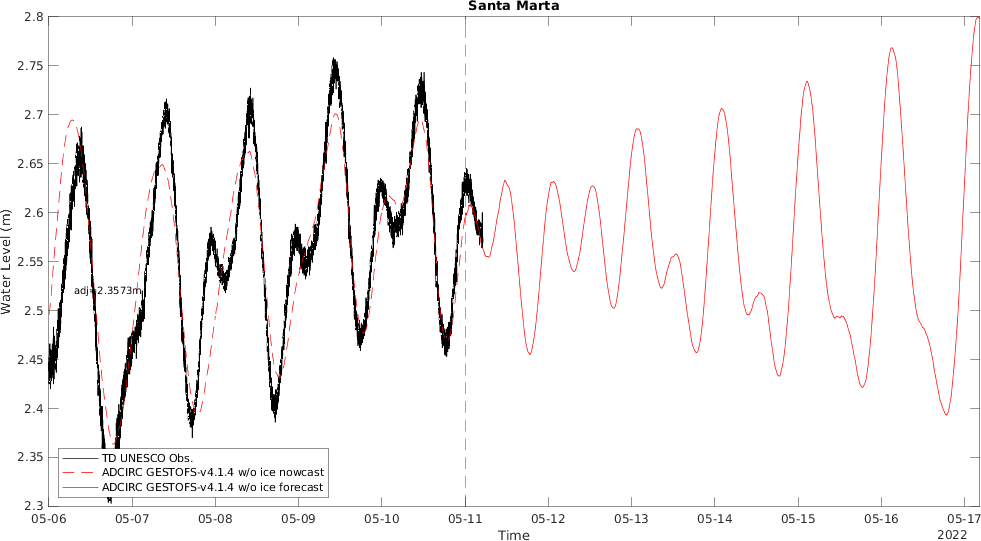 Santa Marta
2.8
2.75
2.7
2.65
2.6
2.55
2.5
2.45
2.4
2.35
2.3
Water Level (m)
adj=2.3573m
TD UNESCO Obs.
ADCIRC GESTOFS-v4.1.4 w/o ice nowcast
ADCIRC GESTOFS-v4.1.4 w/o ice forecast
05-06 05-07 05-08 05-09 05-10 05-11 05-12 05-13 05-14 05-15 05-16 05-17
Time
2022